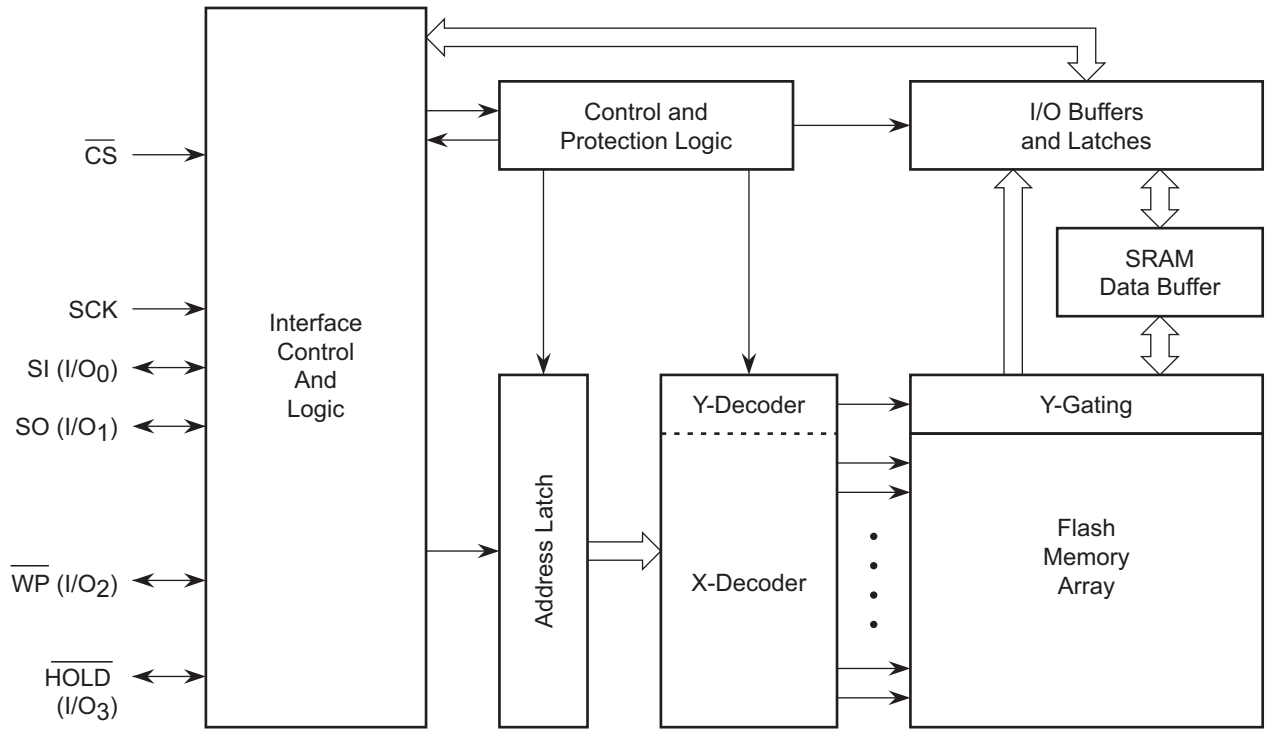 CS
SCK
SI (I/O0)
SO (I/O1)
WP (I/O2)
HOLD
(I/O3)
Interface
Control
And
Logic
Control and
Protection Logic
I/O Buffers
and Latches
SRAM
Data Buffer
Address Latch
Y-Decoder
X-Decoder
Y-Gating
Flash
Memory
Array